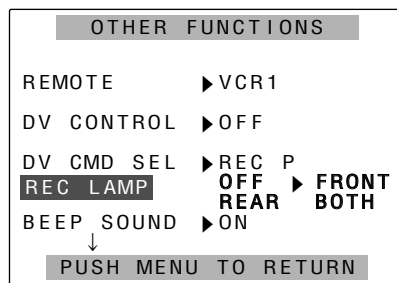 OTHER FUNCTIONS
REMOTE ▶VCR1
DV CONTROL ▶OFF
DV CMD SEL ▶REC P
REC LAMP OFF ▶ FRONT
REAR BOTH
BEEP SOUND ▶ON
↓
PUSH MENU TO RETURN